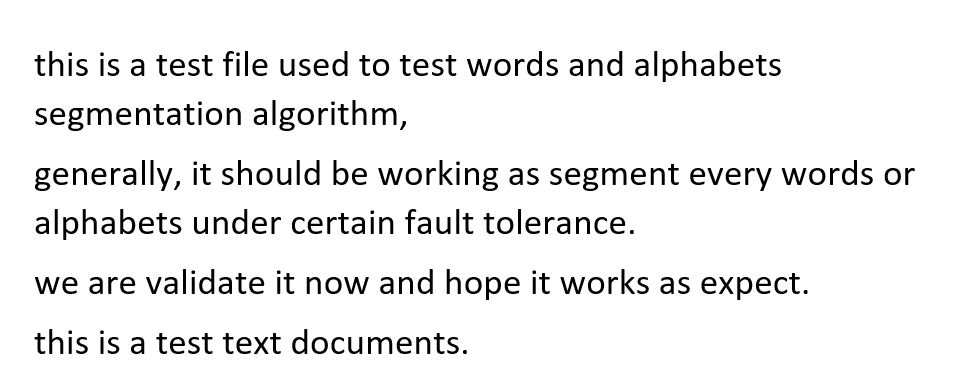 this is a test file used to test words and alphabets
segmentation algorithm,
generally, it should be working as segment every words or
alphabets under certain fault tolerance.
we are validate it now and hope it works as expect.
this is a test text documents.